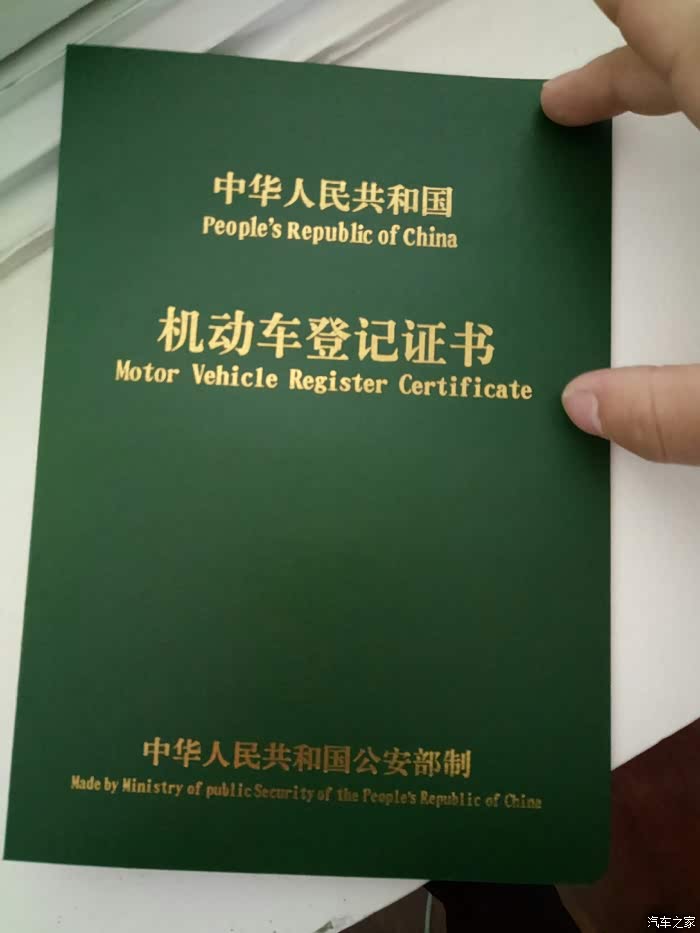 中华人民共和国
People's Republic of China
机动车登记证书
Motor Vehicle Register Certificate
中华人民共和国公安部制
Made by Ministry of public Security of the People's Republic of China
汽车之家